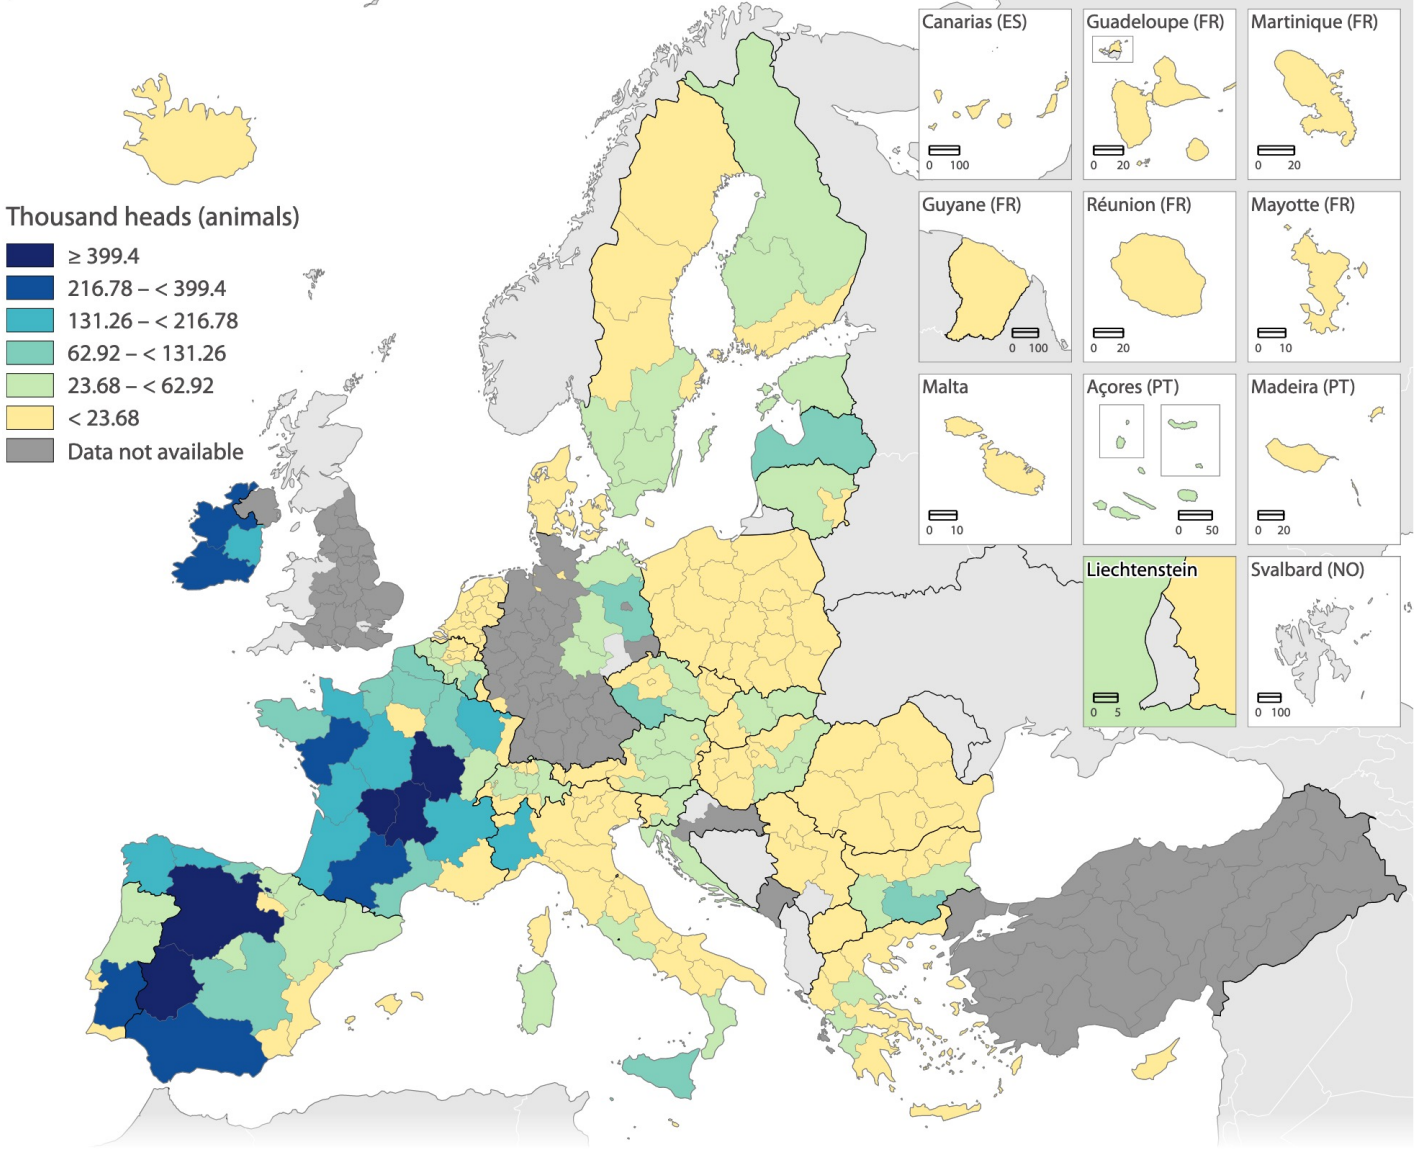 Thousand heads (animals)
≥ 399.4
216.78 – < 399.4
131.26 – < 216.78
62.92 – < 131.26
23.68 – < 62.92
< 23.68
Data not available
Canarias (ES)
0 100
Guadeloupe (FR)
0 20
Martinique (FR)
0 20
Guyane (FR)
0 100
Réunion (FR)
0 20
Mayotte (FR)
0 10
Malta
0 10
Açores (PT)
0 50
Madeira (PT)
0 20
Liechtenstein
0 5
Svalbard (NO)
0 100